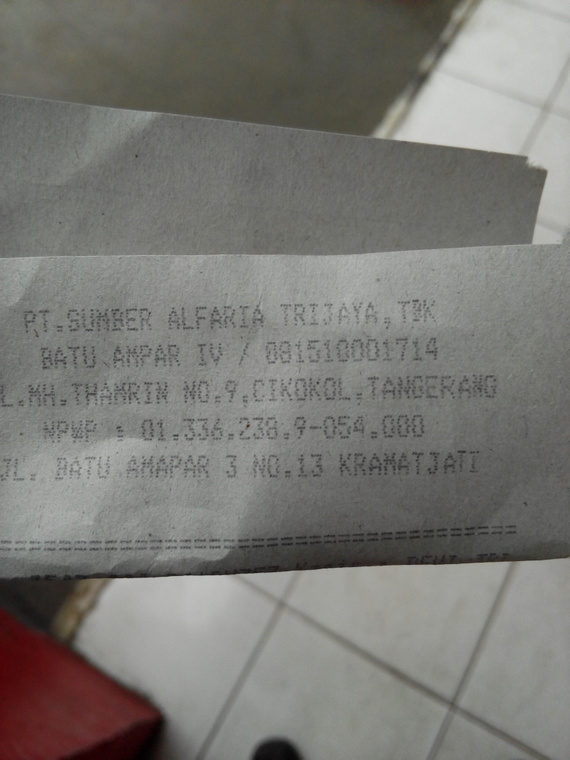 PT.SUMBER ALFARIA TRIJAYA,TBK
BATU AMPAR IV / 081510001714
L.MH.THAMRIN NO.9,CIKOKOL,TANGERANG
NPWP : 01.336.238.9-054.000
JL. BATU AMAPAR 3 NO.13 KRAMATJATI
=====================================